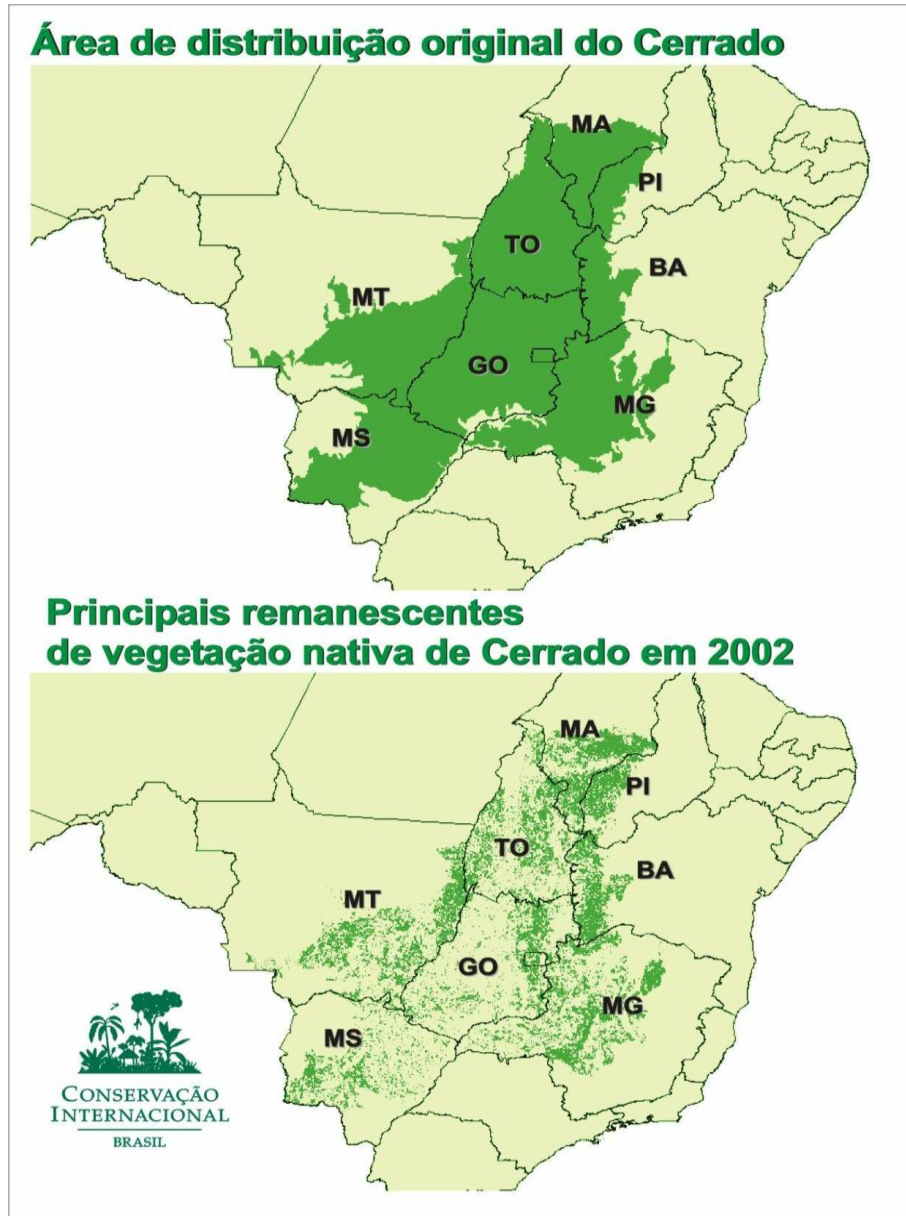 Área de distribuição original do Cerrado
MA
PI
TO
BA
MT
GO
MG
MS
Principais remanescentes
de vegetação nativa de Cerrado em 2002
MA
PI
TO
BA
MT
GO
MG
MS
CONSERVAÇÃO
INTERNACIONAL
BRASIL